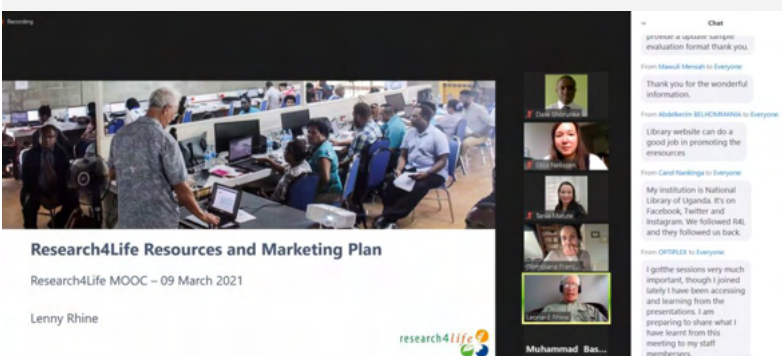 Recording
Research4Life Resources and Marketing Plan
Research4Life MOOC – 09 March 2021
Lenny Rhine
research4life
Tania Matute
Leonard Rhine
Muhammad Bas...
Chat
provide a update sample
evaluation format thank you.
From Mawuli Mensah to Everyone:
Thank you for the wonderful
information.
From Abdelkerim BELHOMMANIA to Everyone:
Library website can do a
good job in promoting the
eresources
From Carol Nankinga to Everyone:
My institution is National
Library of Uganda. It's on
Facebook, Twitter and
Instagram. We followed R4L
and they followed us back.
From OPTIPLEX to Everyone:
I gotthe sessions very much
important, though I joined
lately I have been accessing
and learning from the
presentations. I am
preparing to share what I
have learnt from this
meeting to my staff
memebersrs.